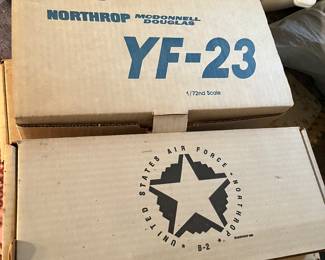 NORTHROP MCDONNELL
DOUGLAS
YF-23
1/72nd Scale
UNITED STATES AIR FORCE • NORTHROP •
B-2